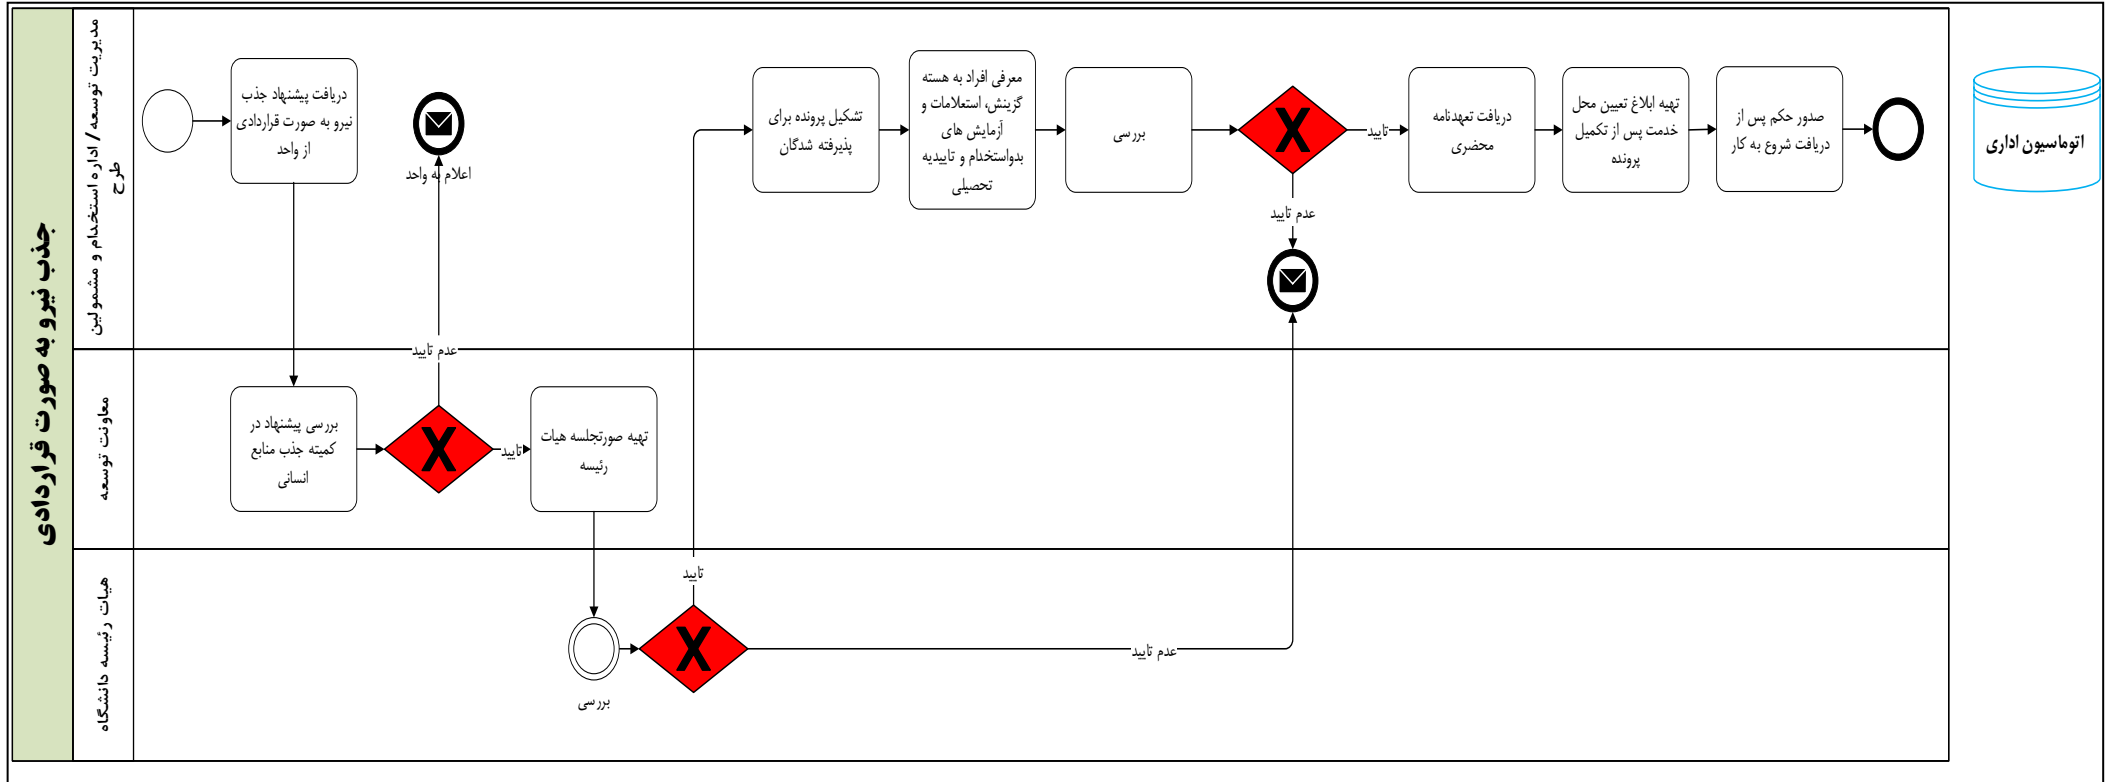 جذب نیرو به صورت قراردادی
مدیریت توسعه/ اداره استخدام و مشمولین
طرح
دریافت پیشنهاد جذب
نیرو به صورت قراردادی
از واحد
اعلام به واحد
تشکیل پرونده برای
پذیرفته شدگان
معرفی افراد به هسته
گزینش، استعلامات و
آزمایش های
بدواستخدام و تاییدیه
تحصیلی
بررسی
تایید
عدم تایید
دریافت تعهدنامه
محضری
تهیه ابلاغ تعیین محل
خدمت پس از تکمیل
پرونده
صدور حکم پس از
دریافت شروع به کار
اتوماسیون اداری
معاونت توسعه
بررسی پیشنهاد در
کمیته جذب منابع
انسانی
عدم تایید
تایید
تهیه صورتجلسه هیات
رئیسه
هیات رئیسه دانشگاه
بررسی
تایید
عدم تایید